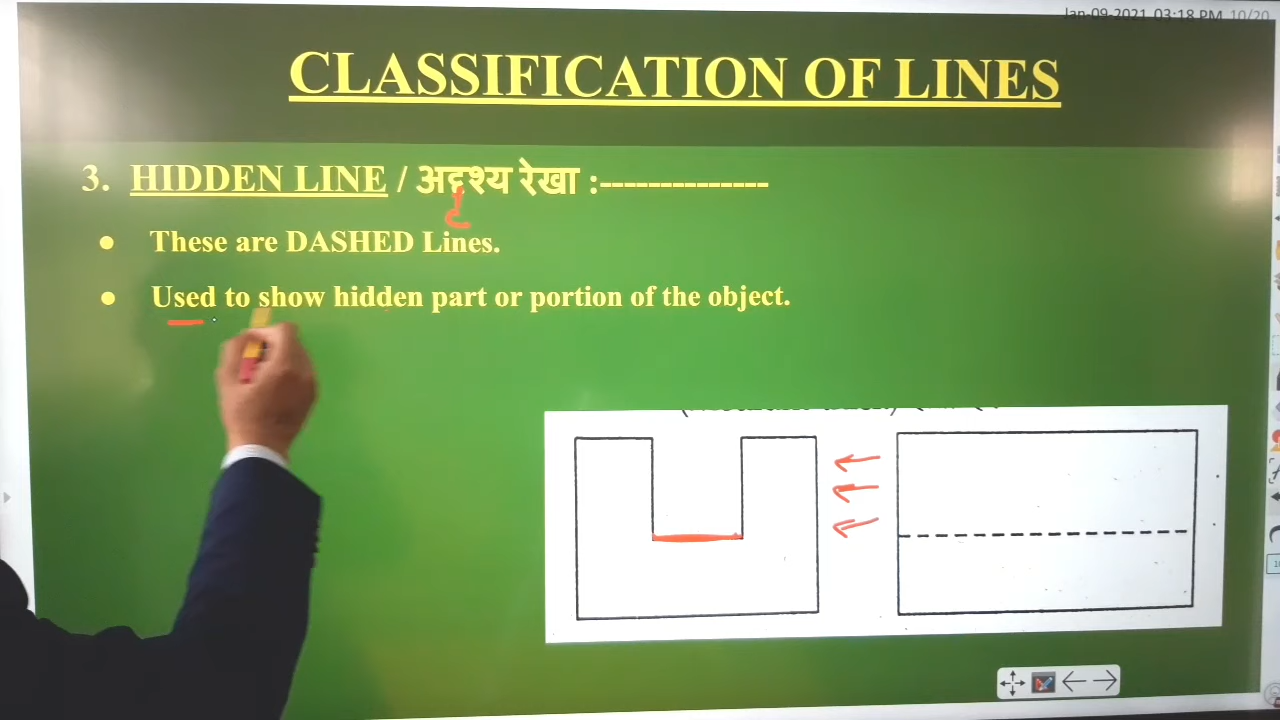 Jan-09-2021 03:18 PM 10/20
CLASSIFICATION OF LINES
3. HIDDEN LINE / अदृश्य रेखा :--------------
● These are DASHED Lines.
● Used to show hidden part or portion of the object.